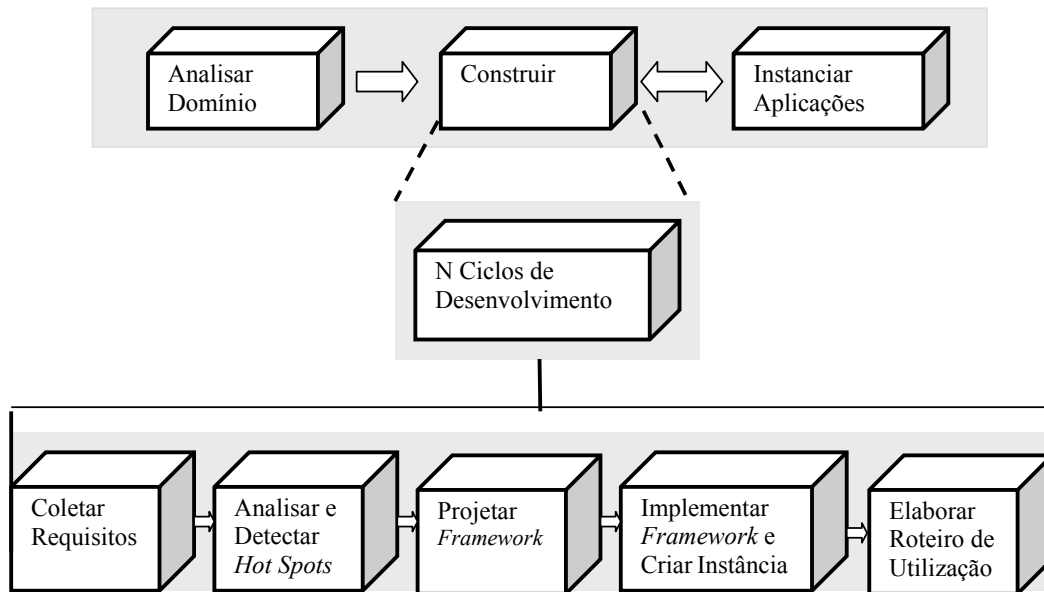 Analisar
Domínio
Construir
Instanciar
Aplicações
N Ciclos de
Desenvolvimento
Coletar
Requisitos
Analisar e
Detectar
Hot Spots
Projetar
Framework
Implementar
Framework e
Criar Instância
Elaborar
Roteiro de
Utilização